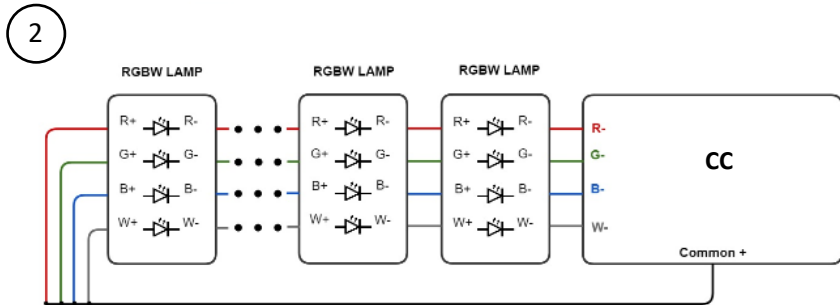 2
RGBW LAMP RGBW LAMP RGBW LAMP
R+ R- R+ R- R+ R- R-
G+ G- G+ G- G+ G- G-
CC
B+ B- B+ B- B+ B- B-
W+ W- W+ W- W+ W- W-
Common +